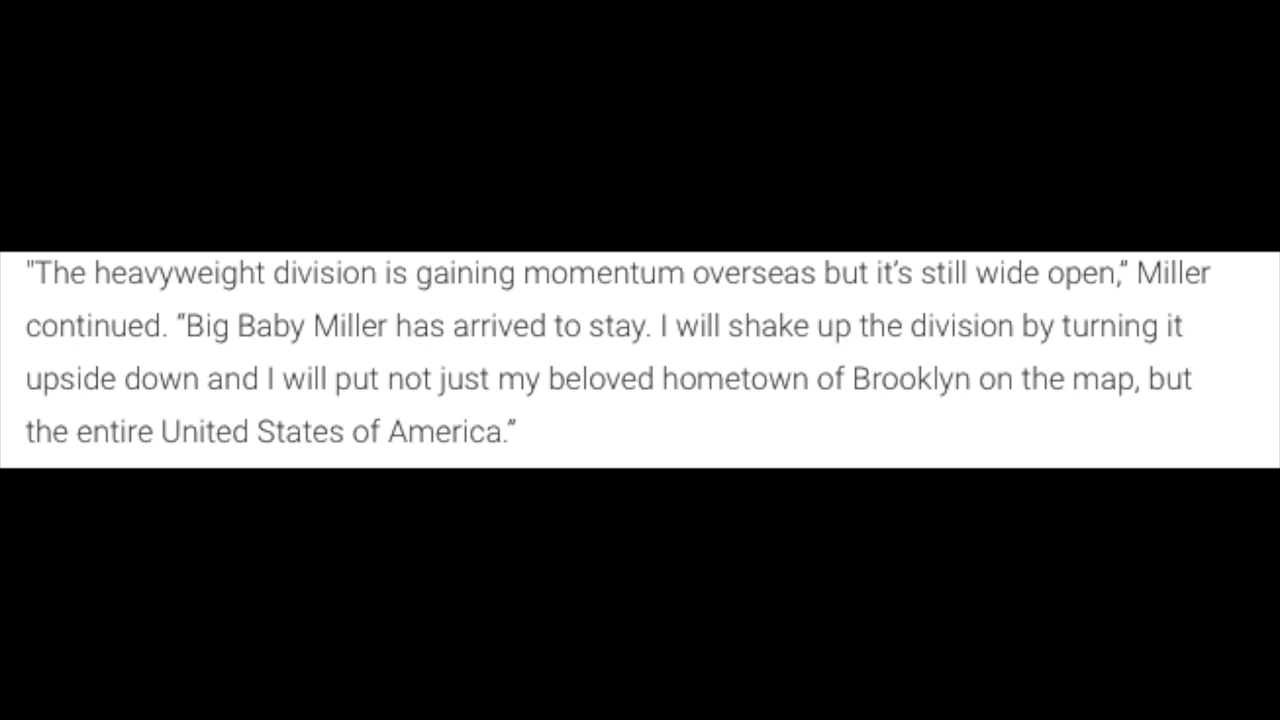 "The heavyweight division is gaining momentum overseas but it’s still wide open,” Miller
continued. “Big Baby Miller has arrived to stay. I will shake up the division by turning it
upside down and I will put not just my beloved hometown of Brooklyn on the map, but
the entire United States of America.”